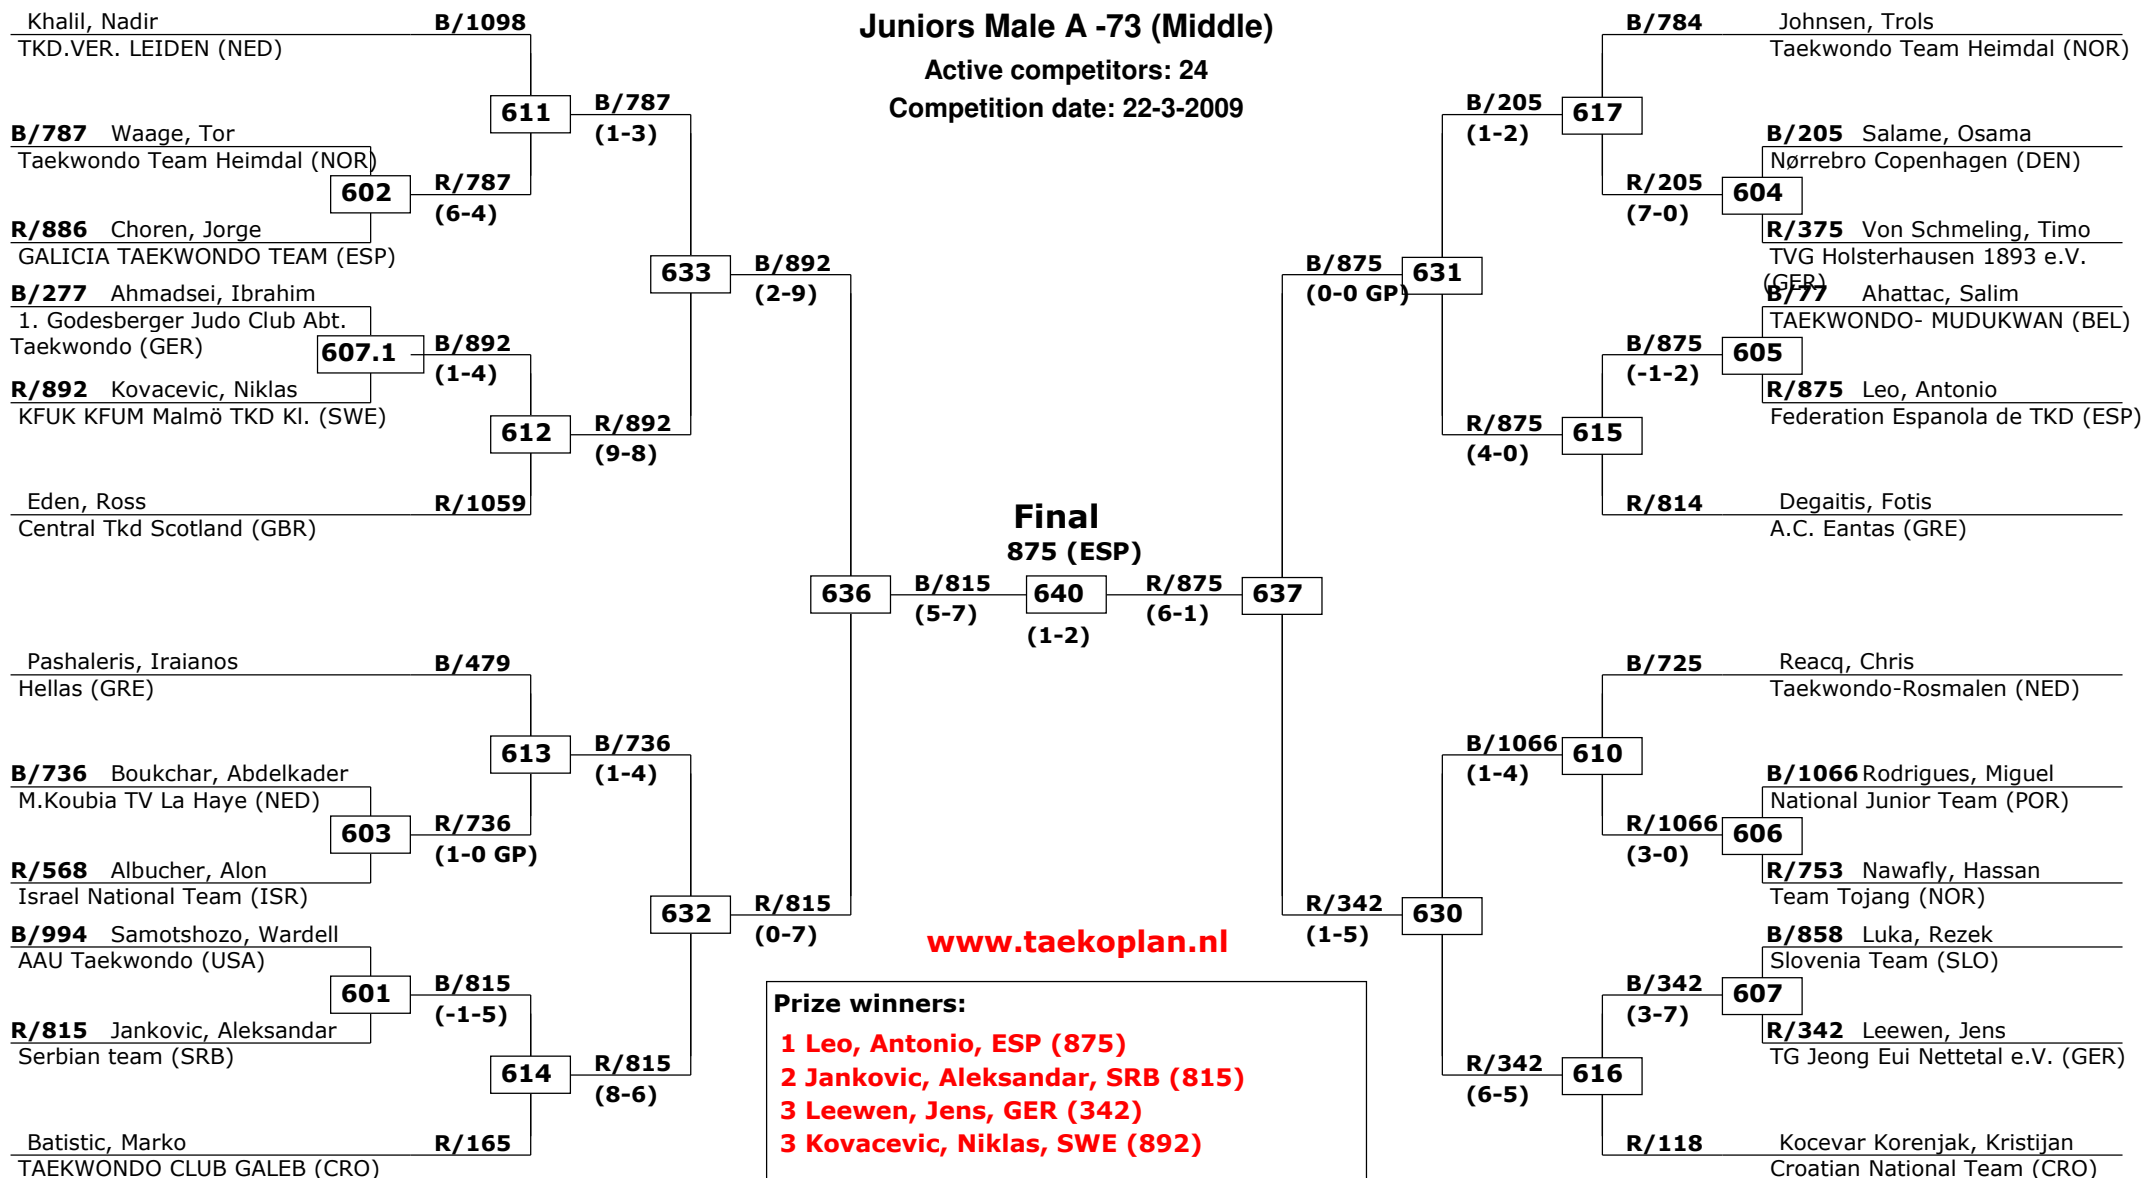 Juniors Male A -73 (Middle)
Active competitors: 24
Competition date: 22-3-2009
Khalil, Nadir B/1098
TKD.VER. LEIDEN (NED)
611
B/787
(1-3)
B/787 Waage, Tor
Taekwondo Team Heimdal (NOR)
602
R/787
(6-4)
R/886 Choren, Jorge
GALICIA TAEKWONDO TEAM (ESP)
633
B/892
(2-9)
B/277 Ahmadsei, Ibrahim
1. Godesberger Judo Club Abt.
Taekwondo (GER)
607.1
B/892
(1-4)
R/892 Kovacevic, Niklas
KFUK KFUM Malmö TKD Kl. (SWE)
612
R/892
(9-8)
Eden, Ross R/1059
Central Tkd Scotland (GBR)
636
B/815
(5-7)
Pashaleris, Iraianos B/479
Hellas (GRE)
613
B/736
(1-4)
B/736 Boukchar, Abdelkader
M.Koubia TV La Haye (NED)
603
R/736
(1-0 GP)
R/568 Albucher, Alon
Israel National Team (ISR)
632
R/815
(0-7)
B/994 Samotshozo, Wardell
AAU Taekwondo (USA)
601
B/815
(-1-5)
R/815 Jankovic, Aleksandar
Serbian team (SRB)
614
R/815
(8-6)
Batistic, Marko R/165
TAEKWONDO CLUB GALEB (CRO)
Final
875 (ESP)
640
(1-2)
B/784 Johnsen, Trols
Taekwondo Team Heimdal (NOR)
B/205
(1-2)
617
B/205 Salame, Osama
Nørrebro Copenhagen (DEN)
R/205
(7-0)
604
R/375 Von Schmeling, Timo
TVG Holsterhausen 1893 e.V.
(GER)
B/875
(0-0 GP)
631
B/77 Ahattac, Salim
TAEKWONDO- MUDUKWAN (BEL)
B/875
(-1-2)
605
R/875 Leo, Antonio
Federation Espanola de TKD (ESP)
R/875
(4-0)
615
R/814 Degaitis, Fotis
A.C. Eantas (GRE)
R/875
(6-1)
637
B/725 Reacq, Chris
Taekwondo-Rosmalen (NED)
B/1066
(1-4)
610
B/1066 Rodrigues, Miguel
National Junior Team (POR)
R/1066
(3-0)
606
R/753 Nawafly, Hassan
Team Tojang (NOR)
R/342
(1-5)
630
B/858 Luka, Rezek
Slovenia Team (SLO)
B/342
(3-7)
607
R/342 Leewen, Jens
TG Jeong Eui Nettetal e.V. (GER)
R/342
(6-5)
616
R/118 Kocevar Korenjak, Kristijan
Croatian National Team (CRO)
www.taekoplan.nl
Prize winners:
1 Leo, Antonio, ESP (875)
2 Jankovic, Aleksandar, SRB (815)
3 Leewen, Jens, GER (342)
3 Kovacevic, Niklas, SWE (892)